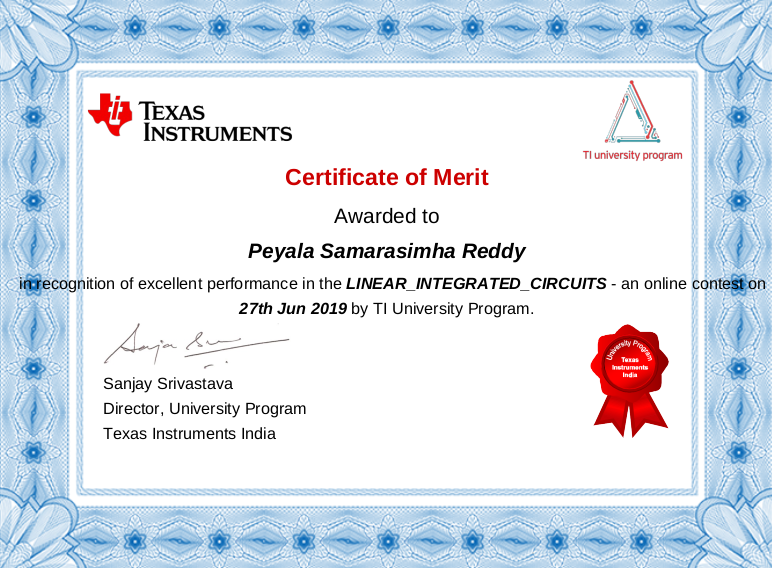 TEXAS
INSTRUMENTS
TI university program
Certificate of Merit
Awarded to
Peyala Samarasimha Reddy
in recognition of excellent performance in the LINEAR_INTEGRATED_CIRCUITS - an online contest on
27th Jun 2019 by TI University Program.
Sanjay Srivastava
Director, University Program
Texas Instruments India
University Program
Texas
Instruments
India